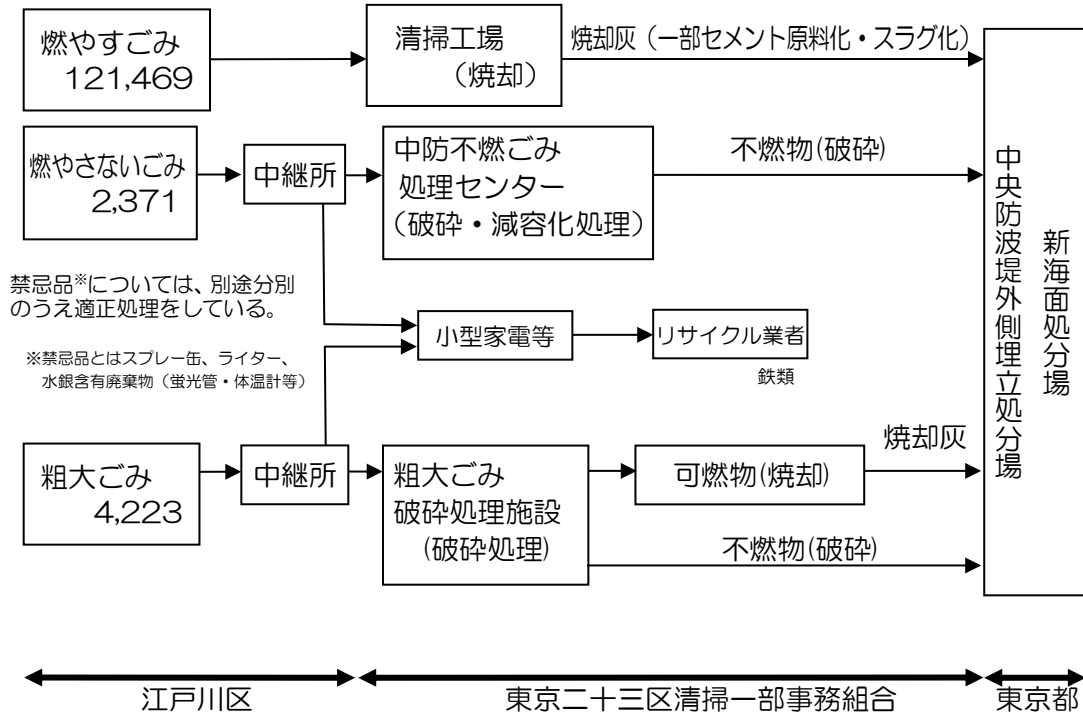 燃やすごみ
121,469
清掃工場
（焼却）
焼却灰（一部セメント原料化・スラグ化）
燃やさないごみ
2,371
中継所
中防不燃ごみ
処理センター
（破砕・減容化処理）
不燃物(破砕)
禁忌品※については、別途分別
のうえ適正処理をしている。
※禁忌品とはスプレー缶、ライター、
水銀含有廃棄物（蛍光管・体温計等）
小型家電等
リサイクル業者
鉄類
粗大ごみ
4,223
中継所
粗大ごみ
破砕処理施設
(破砕処理)
可燃物(焼却)
焼却灰
不燃物(破砕)
新海面処分場
中央防波堤外側埋立処分場
江戸川区
東京二十三区清掃一部事務組合
東京都